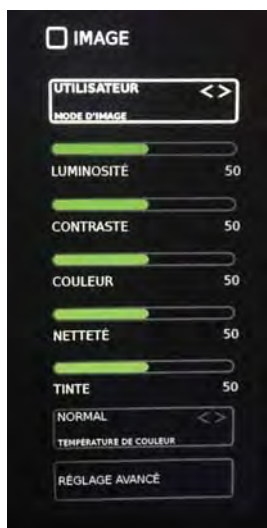 IMAGE
UTILISATEUR < >
MODE D'IMAGE
LUMINOSITÉ 50
CONTRASTE 50
COULEUR 50
NETTETÉ 50
TINTE 50
NORMAL < >
TEMPÉRATURE DE COULEUR
RÉGLAGE AVANCÉ